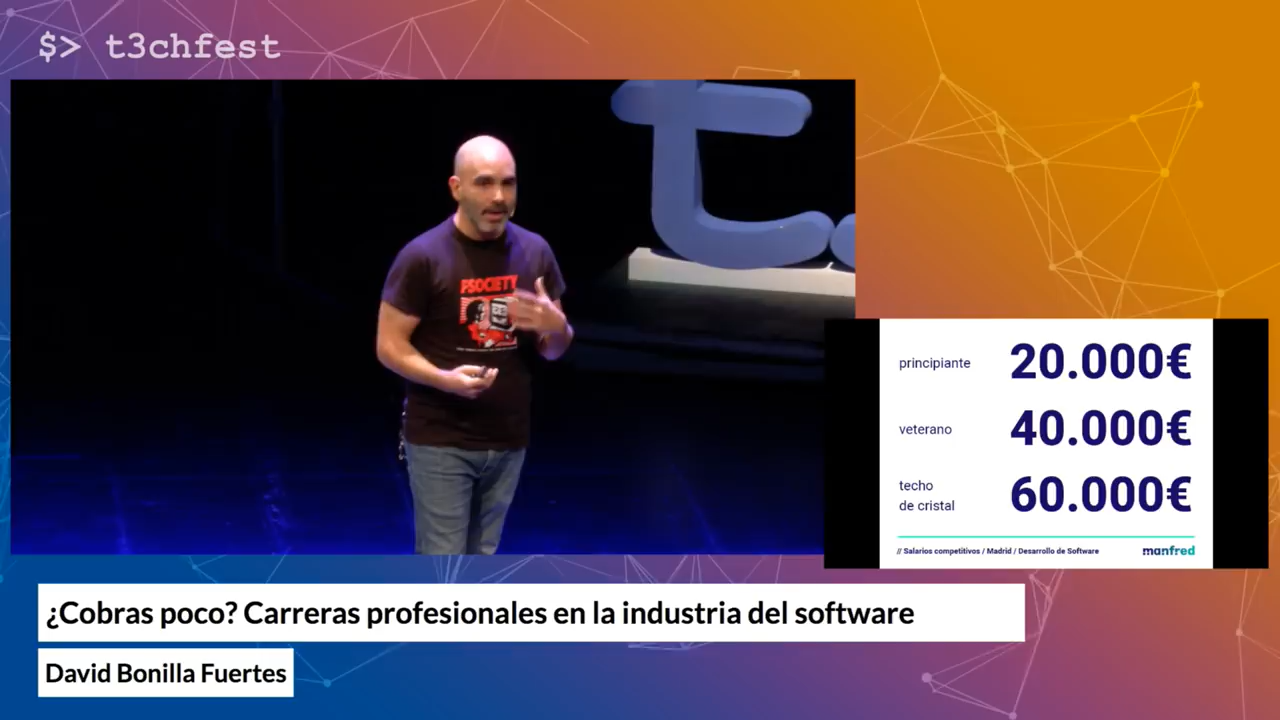 $> t3chfest
FSOCIETY
principiante 20.000€
veterano 40.000€
techo
de cristal 60.000€
// Salarios competitivos / Madrid / Desarrollo de Software manfred
¿Cobras poco? Carreras profesionales en la industria del software
David Bonilla Fuertes